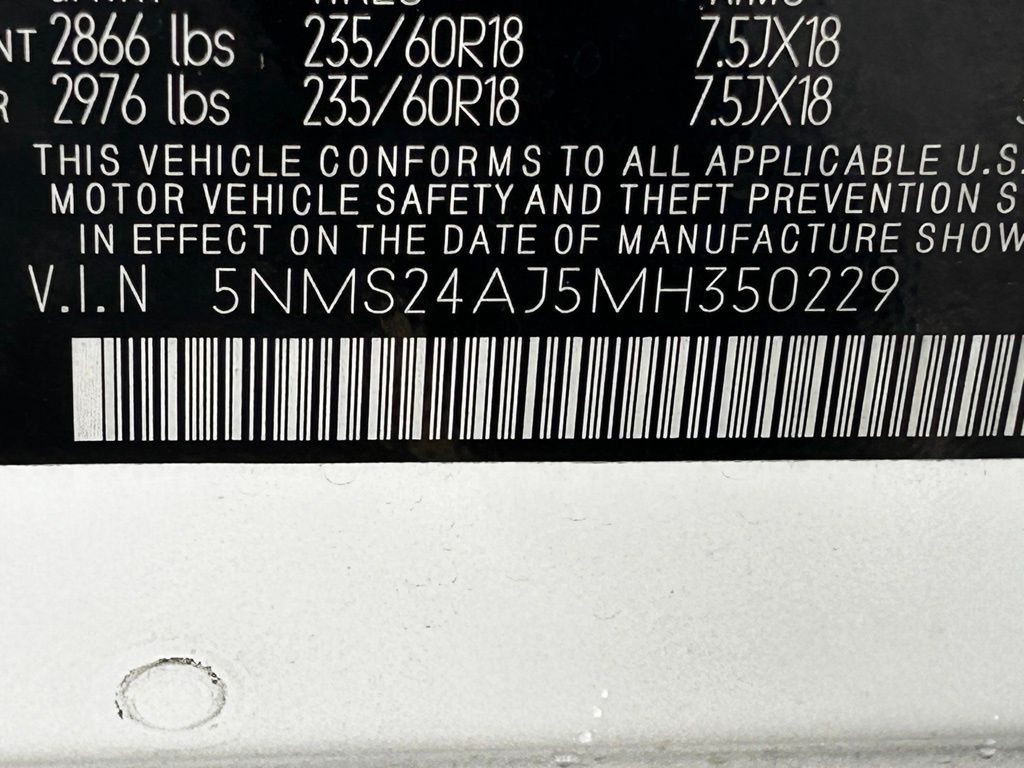 NT 2866 lbs 235/60R18 7.5JX18
R 2976 lbs 235/60R18 7.5JX18
THIS VEHICLE CONFORMS TO ALL APPLICABLE U.S.
MOTOR VEHICLE SAFETY AND THEFT PREVENTION S
IN EFFECT ON THE DATE OF MANUFACTURE SHOW
V.I.N 5NMS24AJ5MH350229